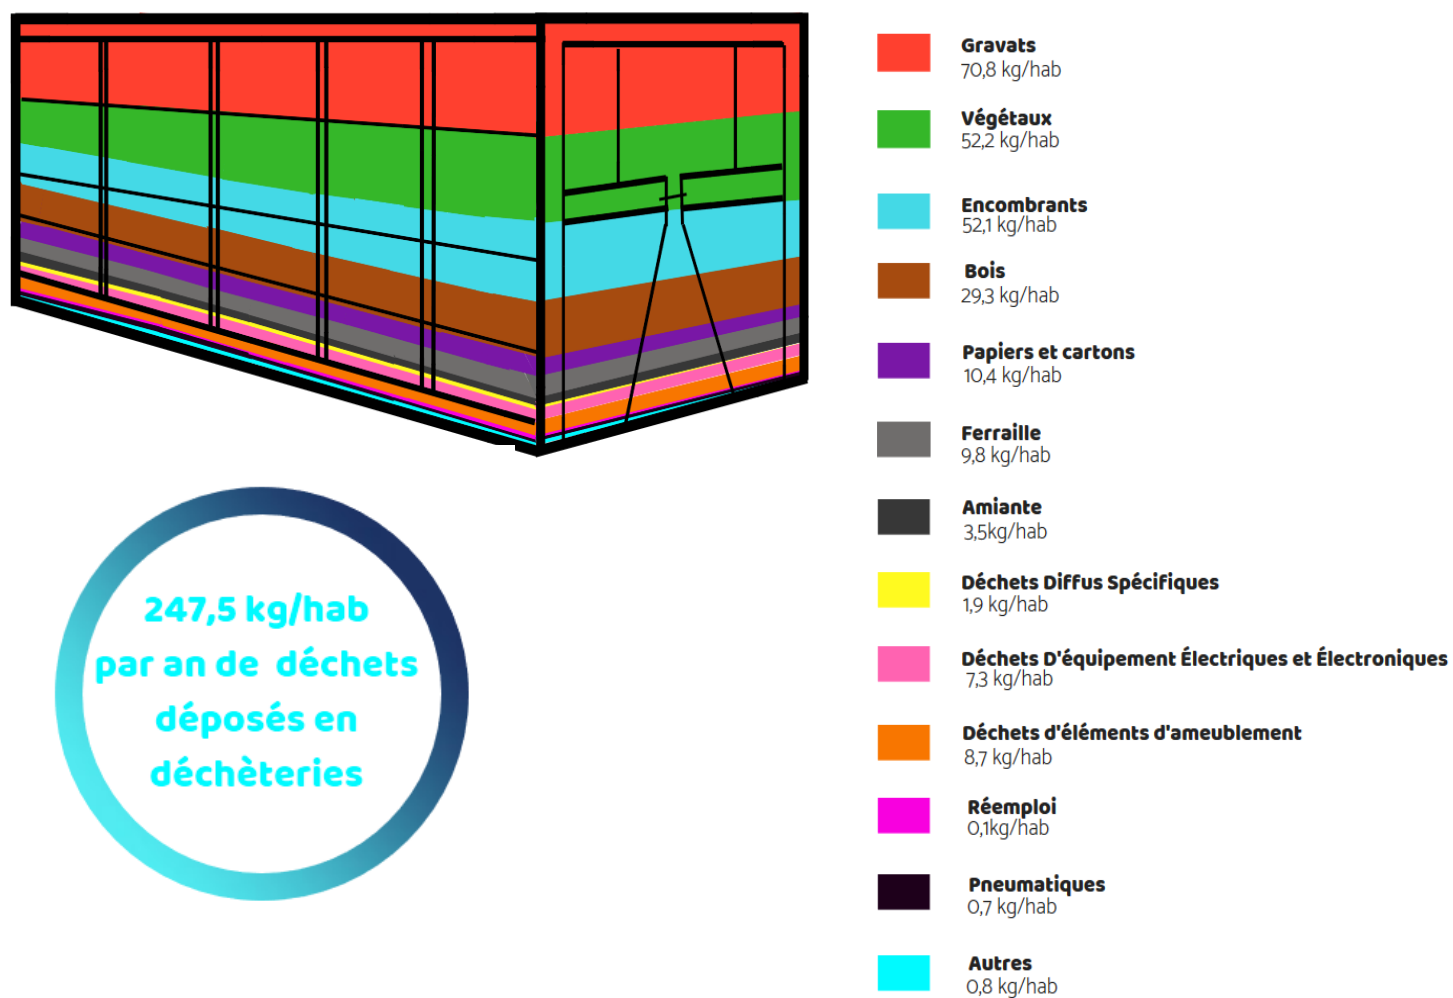 Gravats
70,8 kg/hab
Végétaux
52,2 kg/hab
Encombrants
52,1 kg/hab
Bois
29,3 kg/hab
Papiers et cartons
10,4 kg/hab
Ferraille
9,8 kg/hab
Amiante
3,5kg/hab
Déchets Diffus Spécifiques
1,9 kg/hab
Déchets D'équipement Électriques et Électroniques
7,3 kg/hab
Déchets d'éléments d'ameublement
8,7 kg/hab
Réemploi
0,1kg/hab
Pneumatiques
0,7 kg/hab
Autres
0,8 kg/hab
247,5 kg/hab
par an de déchets
déposés en
déchèteries